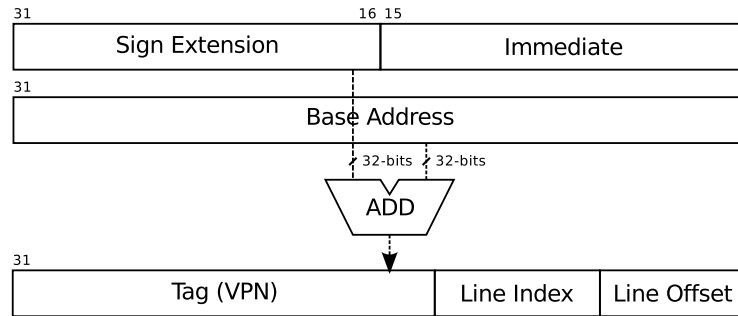 31 16 15
Sign Extension Immediate
31
Base Address
32-bits 32-bits
ADD
31
Tag (VPN) Line Index Line Offset